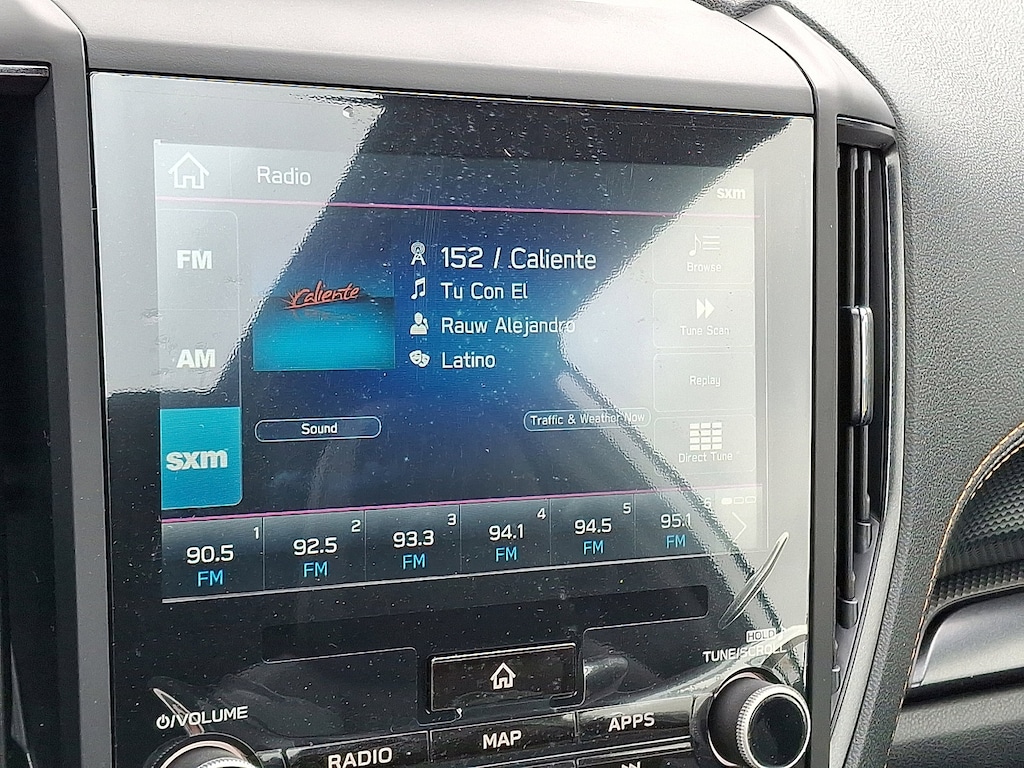 Radio
sxm
FM
AM
sxm
Caliente
152 / Caliente
Tu Con El
Rauw Alejandro
Latino
Browse
Tune Scan
Replay
Direct Tune
Sound
Traffic & Weather Now
1
90.5
FM
2
92.5
FM
3
93.3
FM
4
94.1
FM
5
94.5
FM
6
95.1
FM
HOLD
TUNE/SCROLL
VOLUME
RADIO
MAP
APPS